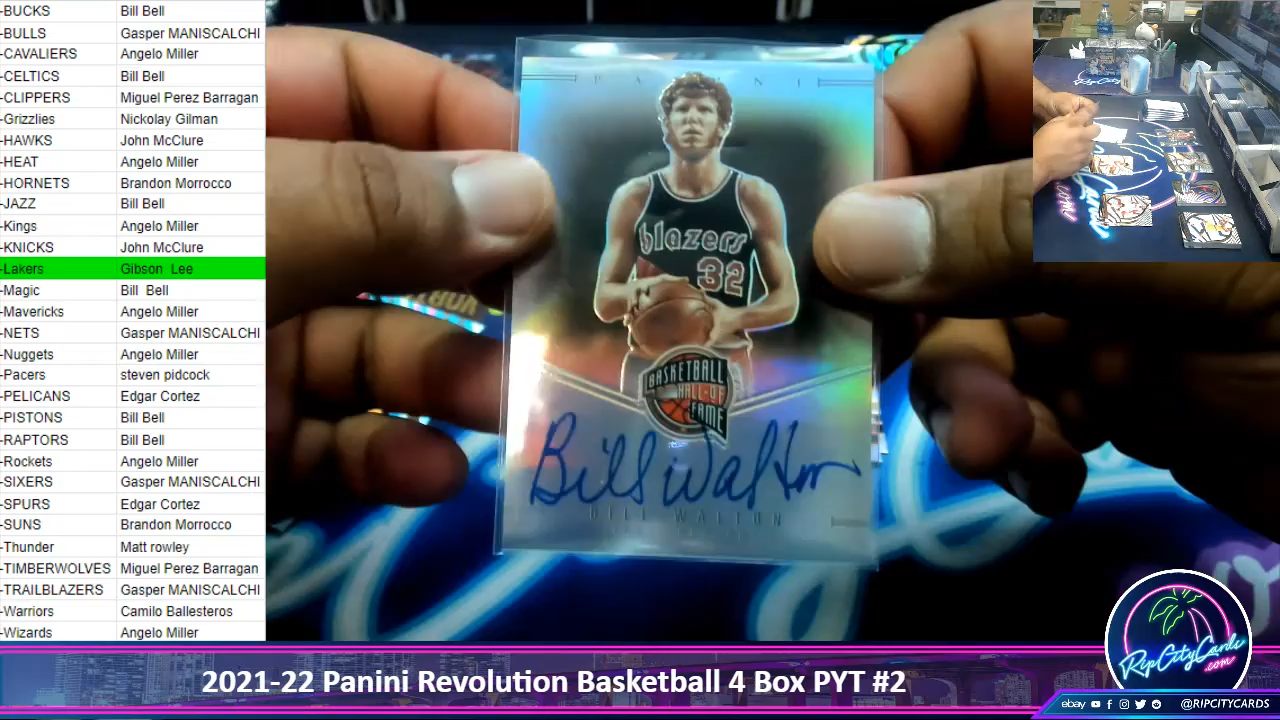 -BUCKS Bill Bell
-BULLS Gasper MANISCALCHI
-CAVALIERS Angelo Miller
-CELTICS Bill Bell
-CLIPPERS Miguel Perez Barragan
-Grizzlies Nickolay Gilman
-HAWKS John McClure
-HEAT Angelo Miller
-HORNETS Brandon Morrocco
-JAZZ Bill Bell
-Kings Angelo Miller
-KNICKS John McClure
-Lakers Gibson Lee
-Magic Bill Bell
-Mavericks Angelo Miller
-NETS Gasper MANISCALCHI
-Nuggets Angelo Miller
-Pacers steven pidcock
-PELICANS Edgar Cortez
-PISTONS Bill Bell
-RAPTORS Bill Bell
-Rockets Angelo Miller
-SIXERS Gasper MANISCALCHI
-SPURS Edgar Cortez
-SUNS Brandon Morrocco
-Thunder Matt rowley
-TIMBERWOLVES Miguel Perez Barragan
-TRAILBLAZERS Gasper MANISCALCHI
-Warriors Camilo Ballesteros
-Wizards Angelo Miller
PANINI
blazers
32
BASKETBALL
HALL-OF
FAME
Bill Walton
BILL WALTON
RipCityCards
.com
2021-22 Panini Revolution Basketball 4 Box PYT #2
ebay @RIPCITYCARDS